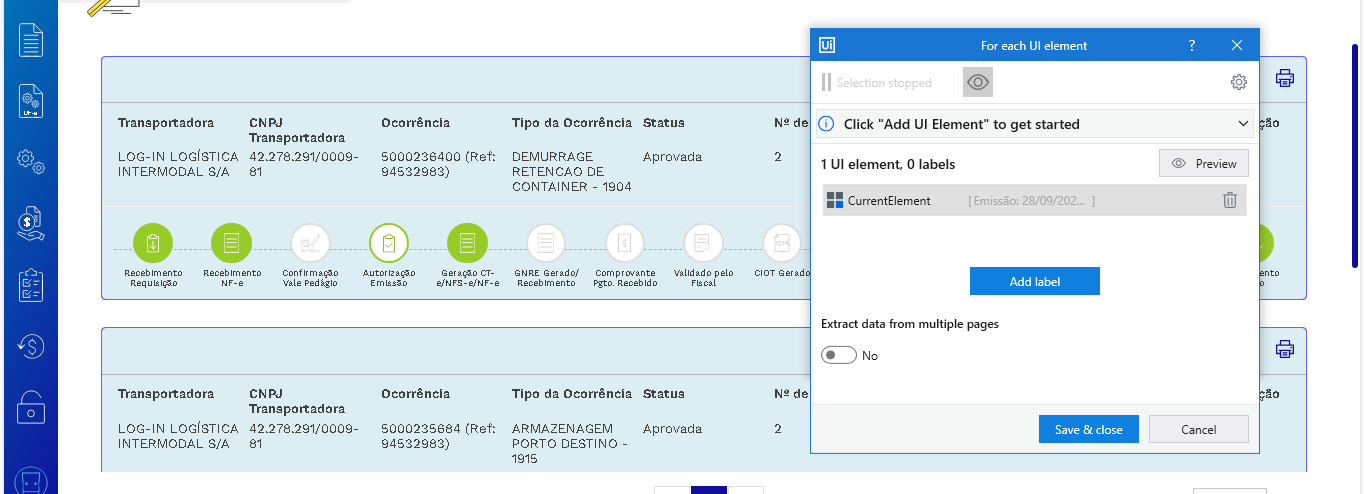 Ui For each UI element ?
Selection stopped
Click "Add UI Element" to get started
1 UI element, 0 labels Preview
CurrentElement [ Emissão: 28/09/202... ]
Add label
Extract data from multiple pages
No
Save & close Cancel
Transportadora CNPJ Transportadora Ocorrência Tipo da Ocorrência Status Nº de ção
LOG-IN LOGÍSTICA 42.278.291/0009- 5000236400 (Ref: DEMURRAGE Aprovada 2
INTERMODAL S/A 81 94532983) RETENCAO DE
CONTAINER - 1904
Recebimento Recebimento Confirmação Autorização Geração CT- GNRE Gerado/ Comprovante Validado pelo CIOT Gerado ento
Requisição NF-e Vale Pedágio Emissão e/NFS-e/NF-e Recebimento Pgto. Recebido Fiscal
Transportadora CNPJ Transportadora Ocorrência Tipo da Ocorrência Status Nº de ção
LOG-IN LOGÍSTICA 42.278.291/0009- 5000235684 (Ref: ARMAZENAGEM Aprovada 2
INTERMODAL S/A 81 94532983) PORTO DESTINO -
1915